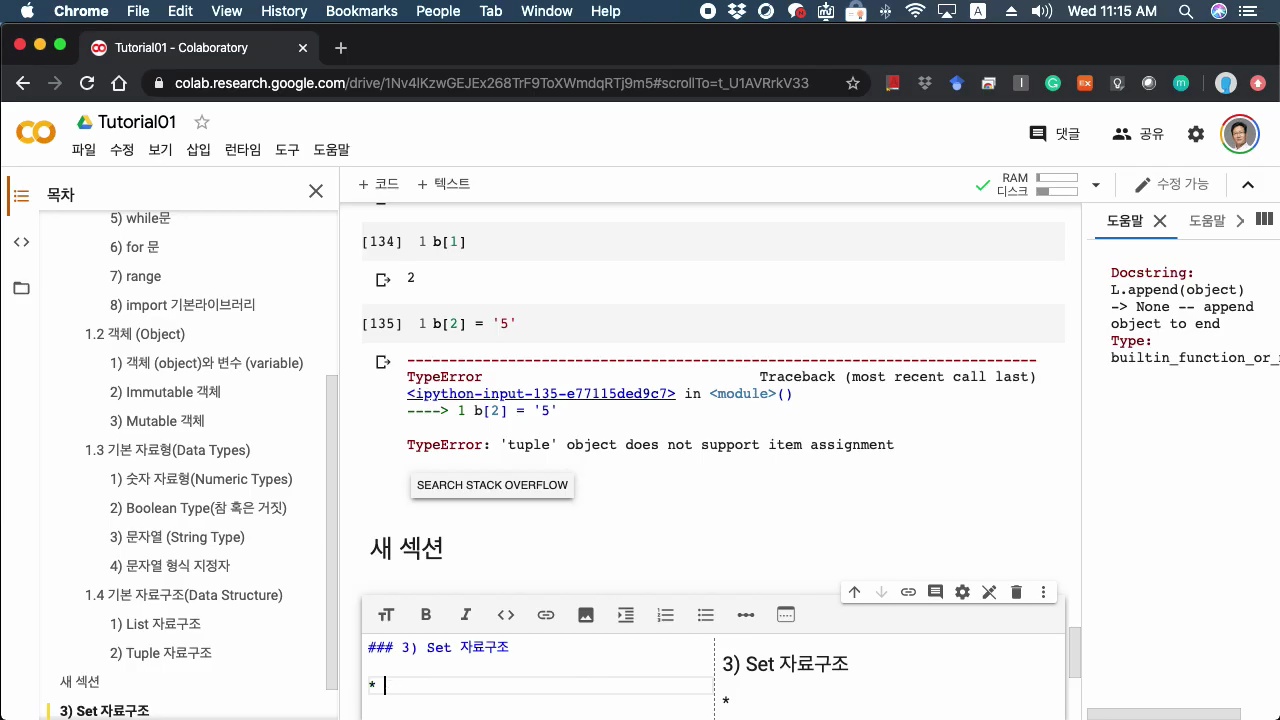 Chrome File Edit View History Bookmarks People Tab Window Help Wed 11:15 AM
Tutorial01 - Colaboratory
colab.research.google.com/drive/1Nv4lKzwGEJEx268TrF9ToXWmdqRTj9m5#scrollTo=t_U1AVRrkV33
Tutorial01
댓글 공유
파일 수정 보기 삽입 런타임 도구 도움말
목차
+ 코드 + 텍스트
RAM
디스크
수정 가능
도움말 도움말
5) while문
6) for 문
7) range
8) import 기본라이브러리
1.2 객체 (Object)
1) 객체 (object)와 변수 (variable)
2) Immutable 객체
3) Mutable 객체
1.3 기본 자료형(Data Types)
1) 숫자 자료형(Numeric Types)
2) Boolean Type(참 혹은 거짓)
3) 문자열 (String Type)
4) 문자열 형식 지정자
1.4 기본 자료구조(Data Structure)
1) List 자료구조
2) Tuple 자료구조
새 섹션
3) Set 자료구조
[134] 1 b[1]
2
[135] 1 b[2] = '5'
---------------------------------------------------------------------------
TypeError Traceback (most recent call last)
<ipython-input-135-e77115ded9c7> in <module>()
----> 1 b[2] = '5'
TypeError: 'tuple' object does not support item assignment
SEARCH STACK OVERFLOW
새 섹션
### 3) Set 자료구조
*
3) Set 자료구조
*
Docstring:
L.append(object)
-> None -- append
object to end
Type:
builtin_function_or_